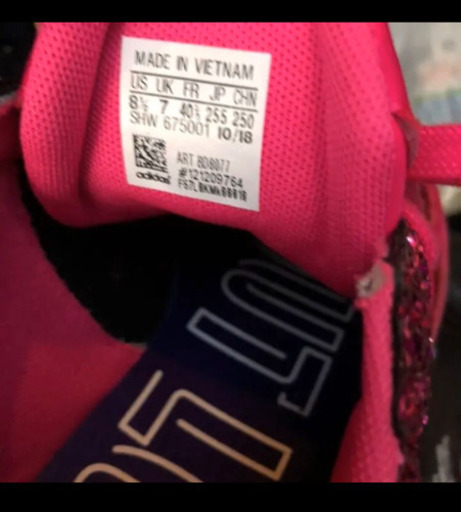 MADE IN VIETNAM
US UK FR JP CHN
8½ 7 40⅔ 255 250
SHW 675001 10/18
ART BD8077
adidas #121209764